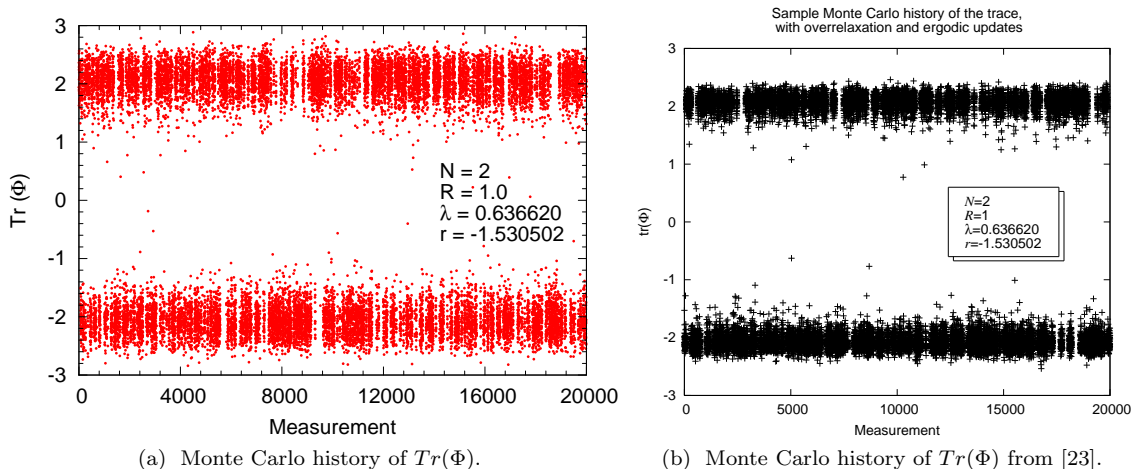 3
2
1
0
-1
-2
-3
Tr (Φ)
N = 2
R = 1.0
λ = 0.636620
r = -1.530502
0 4000 8000 12000 16000 20000
Measurement
(a) Monte Carlo history of Tr(Φ).
Sample Monte Carlo history of the trace,
with overrelaxation and ergodic updates
3
2
1
0
-1
-2
-3
tr(Φ)
N=2
R=1
λ=0.636620
r=-1.530502
0 5000 10000 15000 20000
Measurement
(b) Monte Carlo history of Tr(Φ) from [23].